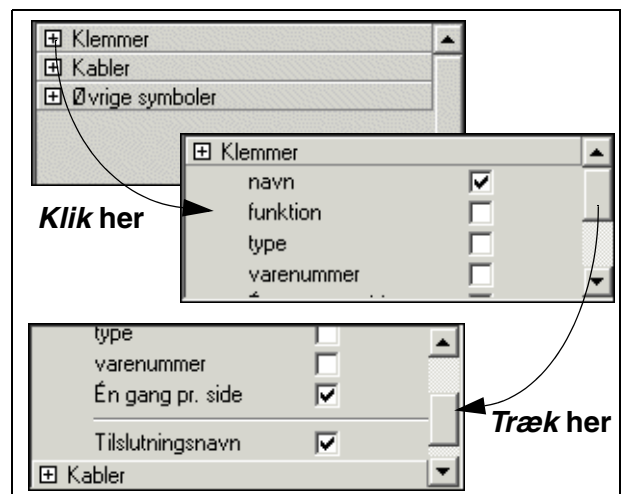 Klemmer
Kabler
Øvrige symboler
Klemmer
navn
funktion
type
varenummer
Klik her
type
varenummer
Én gang pr. side
Tilslutningsnavn
Kabler
Træk her